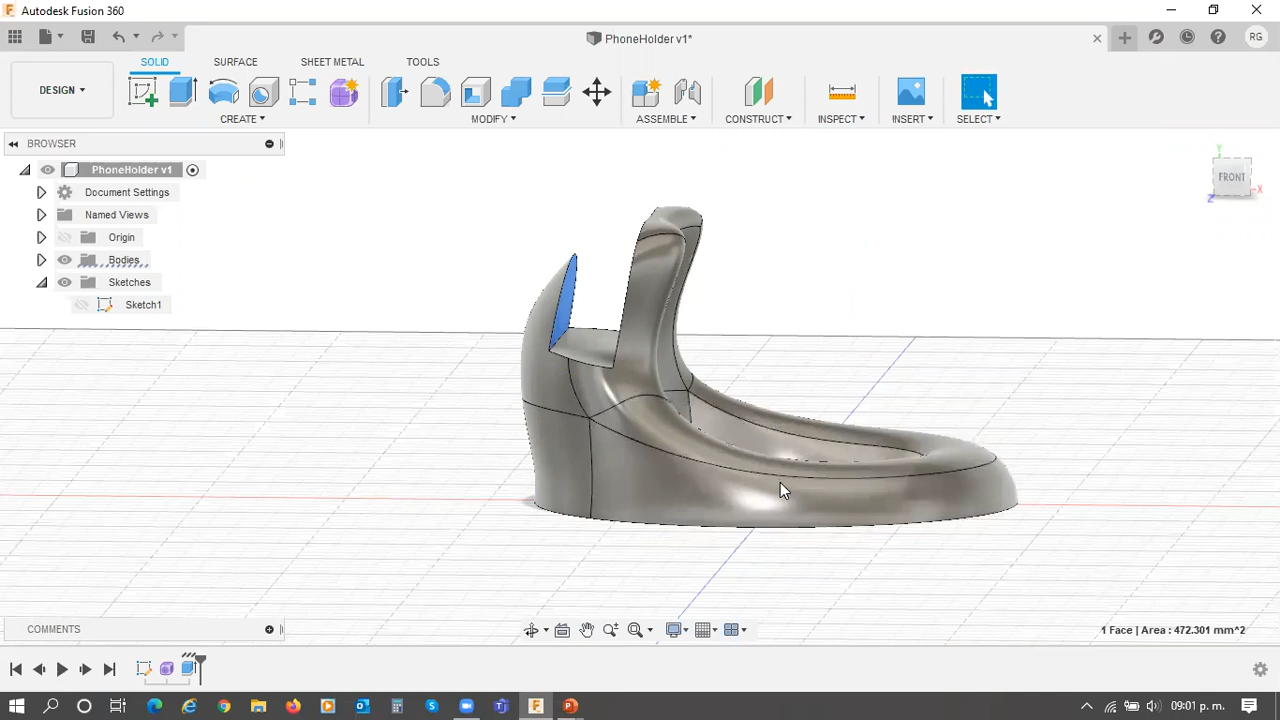 Autodesk Fusion 360
PhoneHolder v1*
RG
DESIGN
SOLID
SURFACE
SHEET METAL
TOOLS
CREATE
MODIFY
ASSEMBLE
CONSTRUCT
INSPECT
INSERT
SELECT
BROWSER
PhoneHolder v1
Document Settings
Named Views
Origin
Bodies
Sketches
Sketch1
Y
FRONT
X
Z
COMMENTS
1 Face | Area : 472.301 mm^2
09:01 p. m.